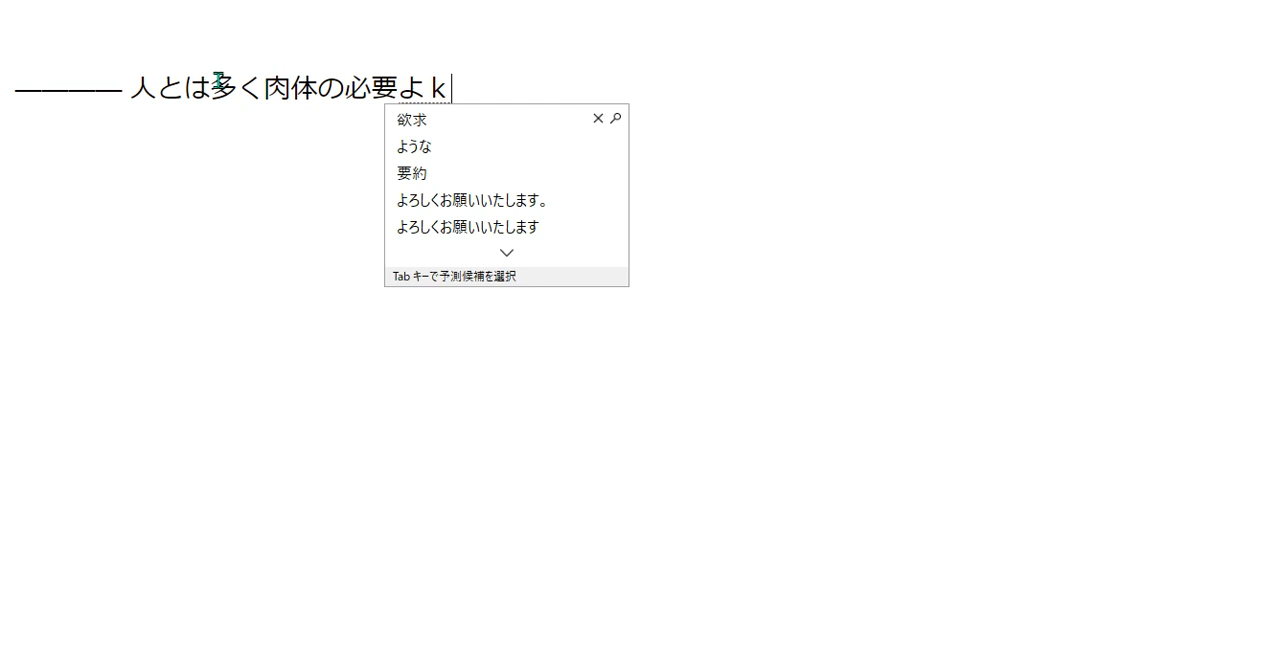 ———— 人とは多く肉体の必要よｋ
欲求
ような
要約
よろしくお願いいたします。
よろしくお願いいたします
Tab キーで予測候補を選択